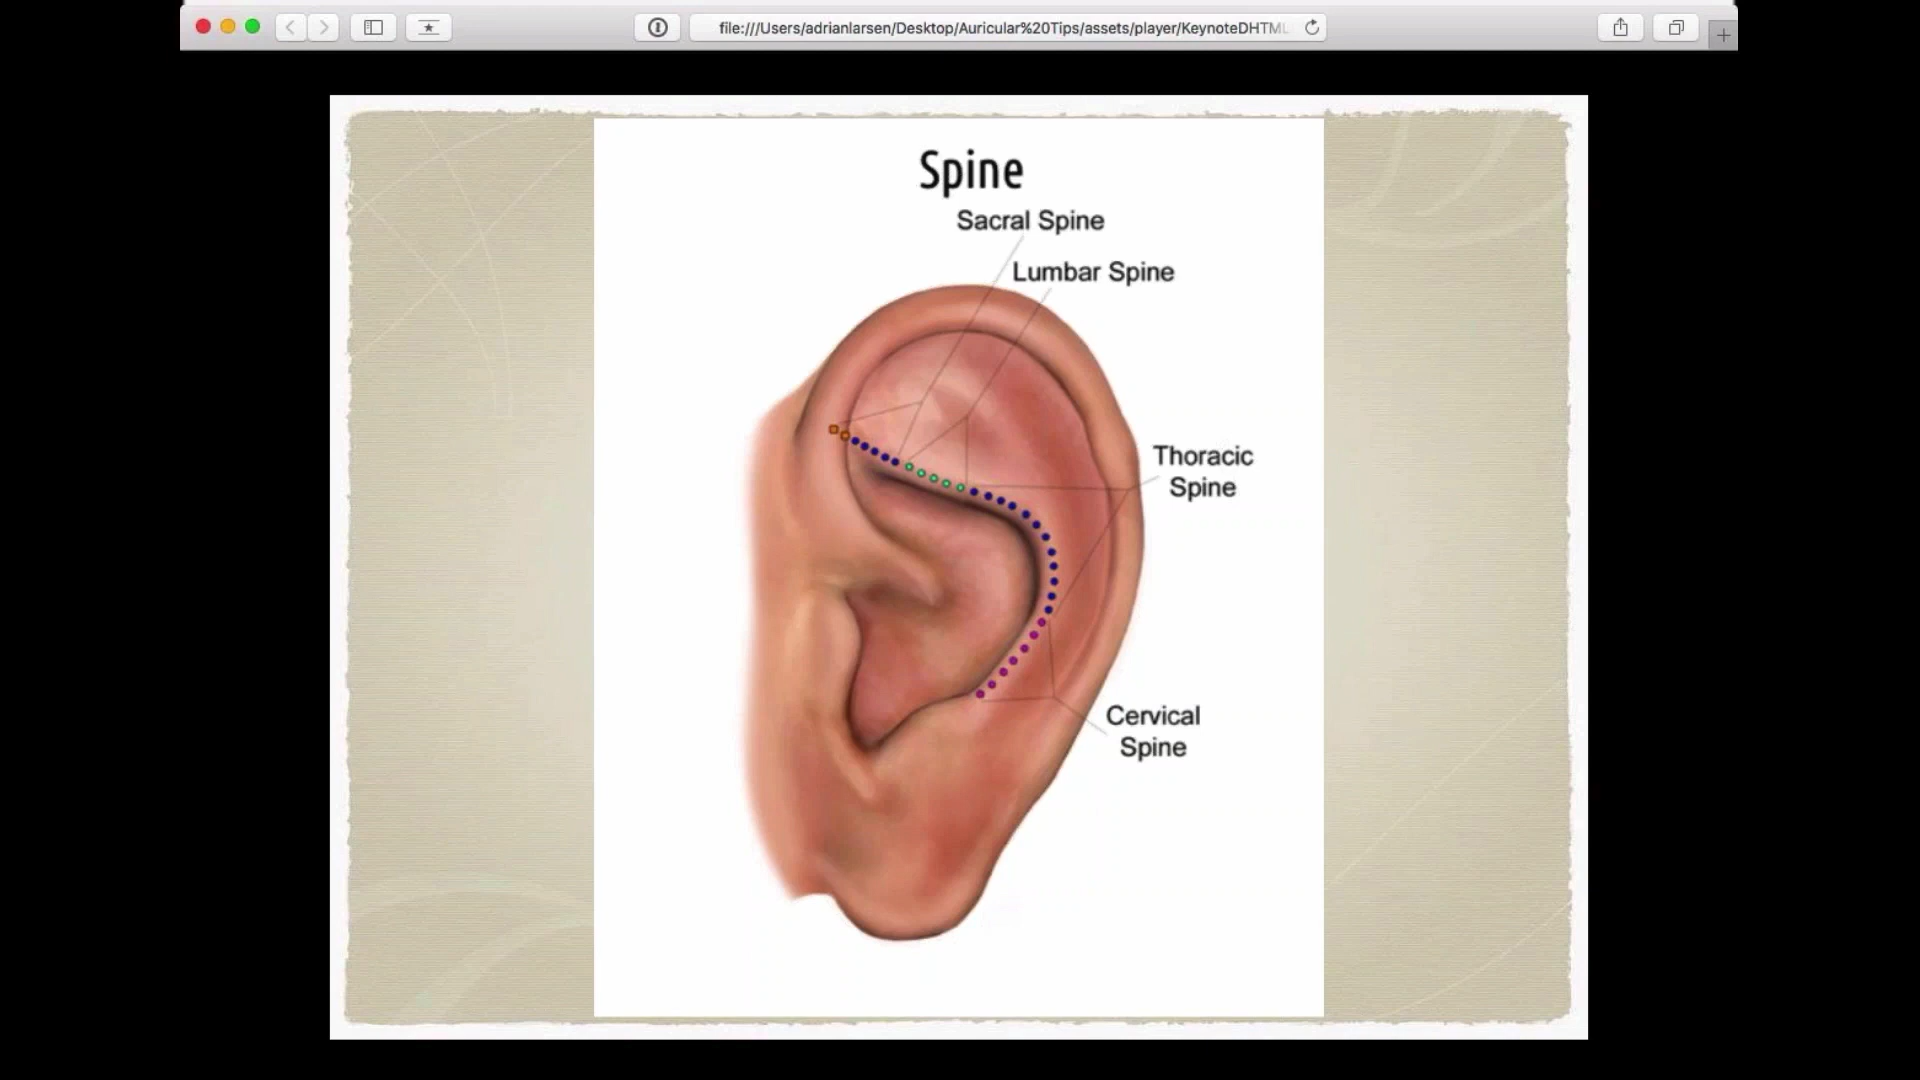 file:///Users/adrianlarsen/Desktop/Auricular%20Tips/assets/player/KeynoteDHTML
Spine
Sacral Spine
Lumbar Spine
Thoracic
Spine
Cervical
Spine